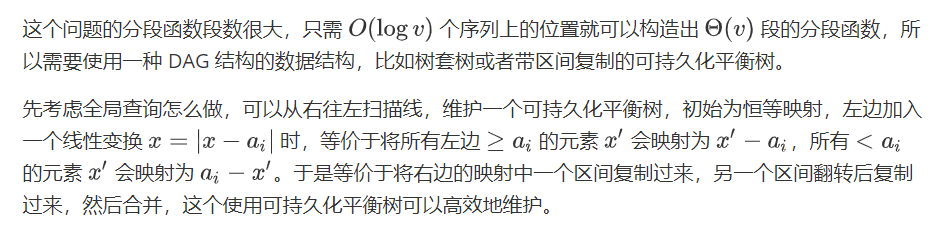 这个问题的分段函数段数很大，只需 O(log v) 个序列上的位置就可以构造出 Θ(v) 段的分段函数，所
以需要使用一种 DAG 结构的数据结构，比如树套树或者带区间复制的可持久化平衡树。
先考虑全局查询怎么做，可以从右往左扫描线，维护一个可持久化平衡树，初始为恒等映射，左边加入
一个线性变换 x = |x − aᵢ| 时，等价于将所有左边 ≥ aᵢ 的元素 x′ 会映射为 x′ − aᵢ，所有 < aᵢ
的元素 x′ 会映射为 aᵢ − x′。于是等价于将右边的映射中一个区间复制过来，另一个区间翻转后复制
过来，然后合并，这个使用可持久化平衡树可以高效地维护。